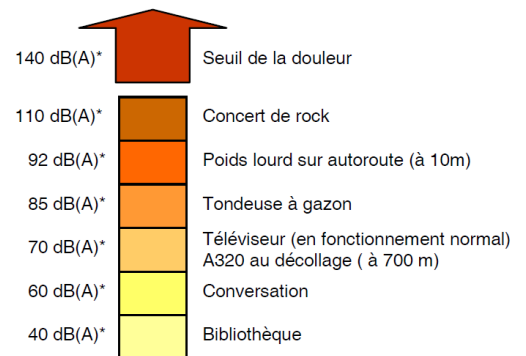 140 dB(A)* Seuil de la douleur
110 dB(A)* Concert de rock
92 dB(A)* Poids lourd sur autoroute (à 10m)
85 dB(A)* Tondeuse à gazon
70 dB(A)* Téléviseur (en fonctionnement normal)
A320 au décollage ( à 700 m)
60 dB(A)* Conversation
40 dB(A)* Bibliothèque